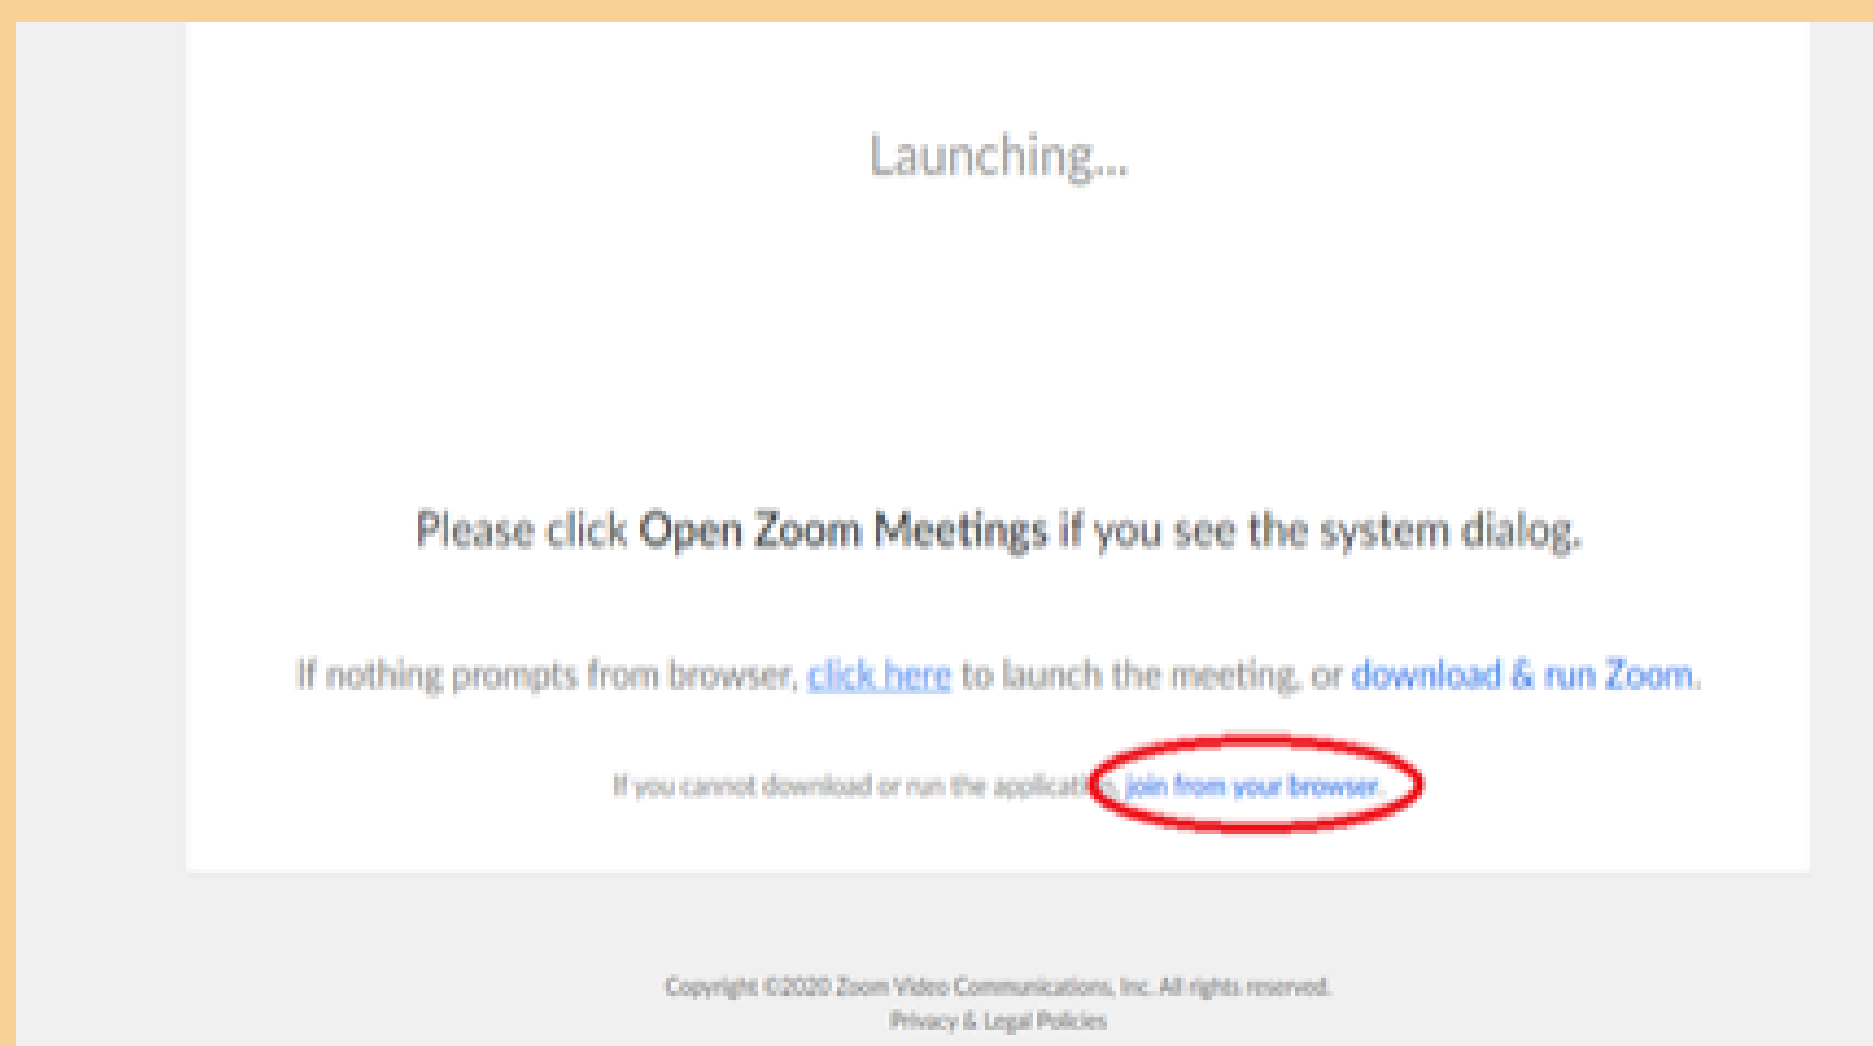 Launching...
Please click Open Zoom Meetings if you see the system dialog.
If nothing prompts from browser, click here to launch the meeting, or download & run Zoom.
If you cannot download or run the application, join from your browser.
Copyright ©2020 Zoom Video Communications, Inc. All rights reserved.
Privacy & Legal Policies